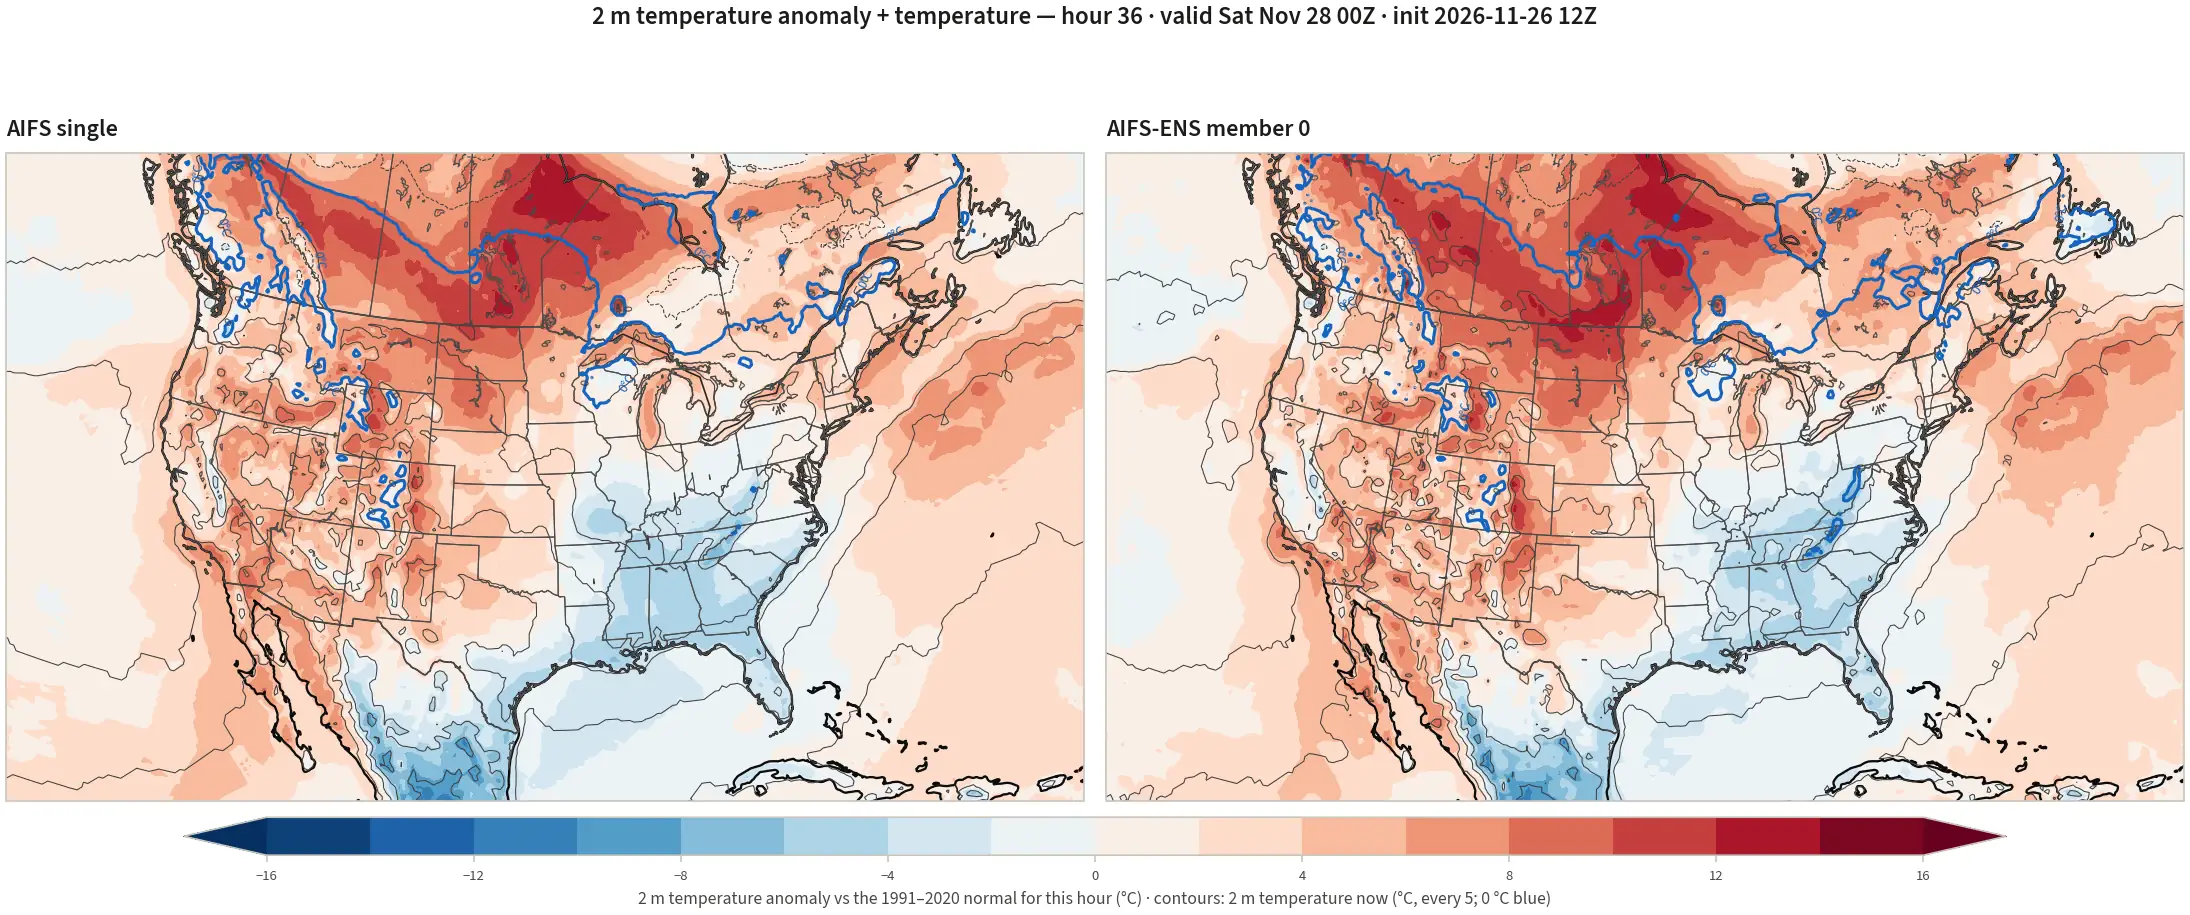 2 m temperature anomaly + temperature — hour 36 · valid Sat Nov 28 00Z · init 2026-11-26 12Z
AIFS single
AIFS-ENS member 0
−16 −12 −8 −4 0 4 8 12 16
2 m temperature anomaly vs the 1991–2020 normal for this hour (°C) · contours: 2 m temperature now (°C, every 5; 0 °C blue)